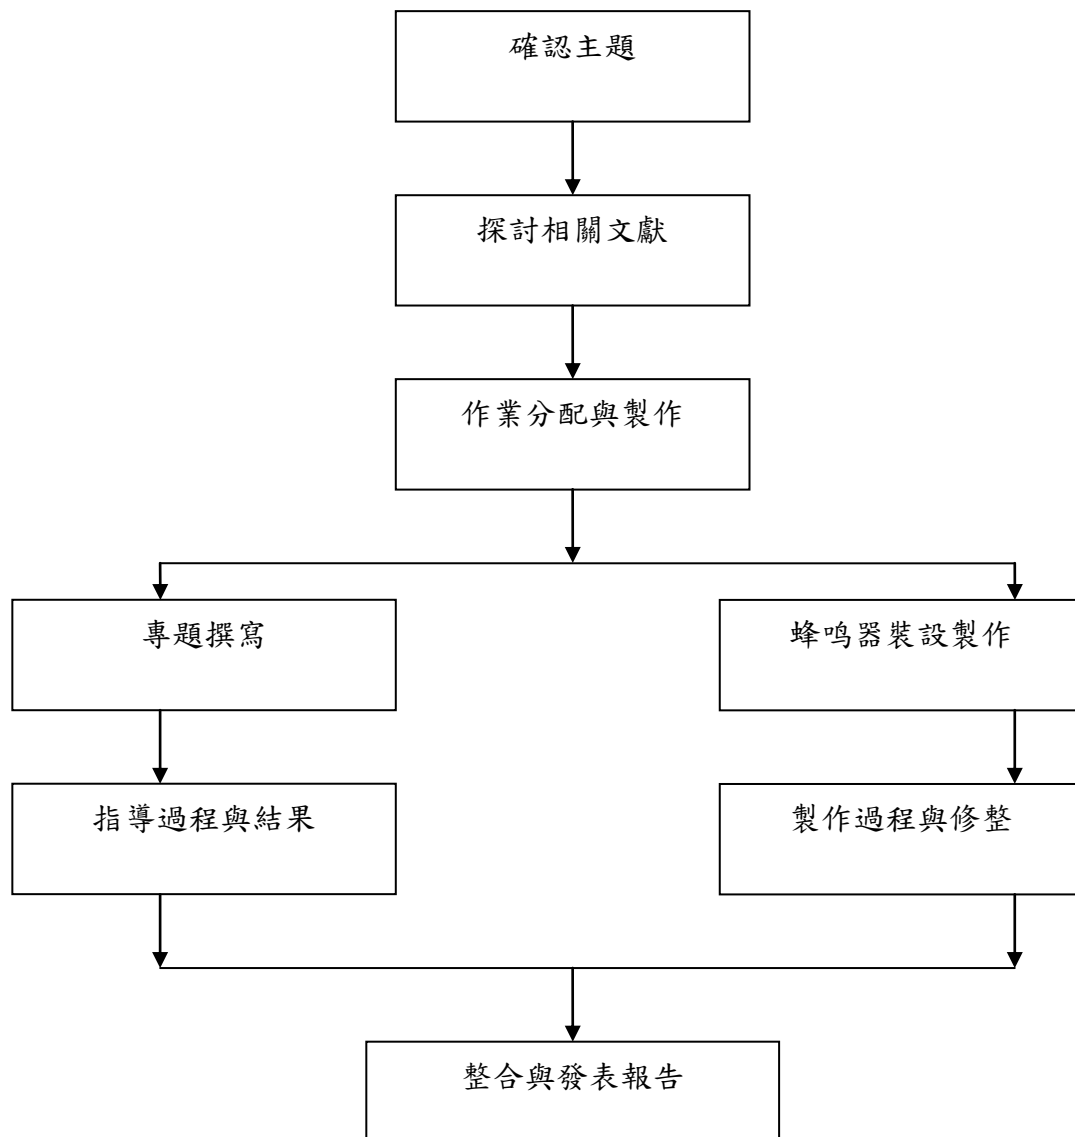 確認主題
探討相關文獻
作業分配與製作
專題撰寫
蜂鸣器裝設製作
指導過程與結果
製作過程與修整
整合與發表報告